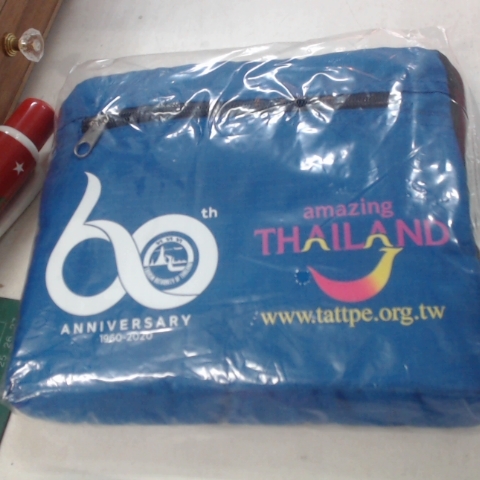 60th
ANNIVERSARY
1960-2020
amazing
THAILAND
www.tattpe.org.tw